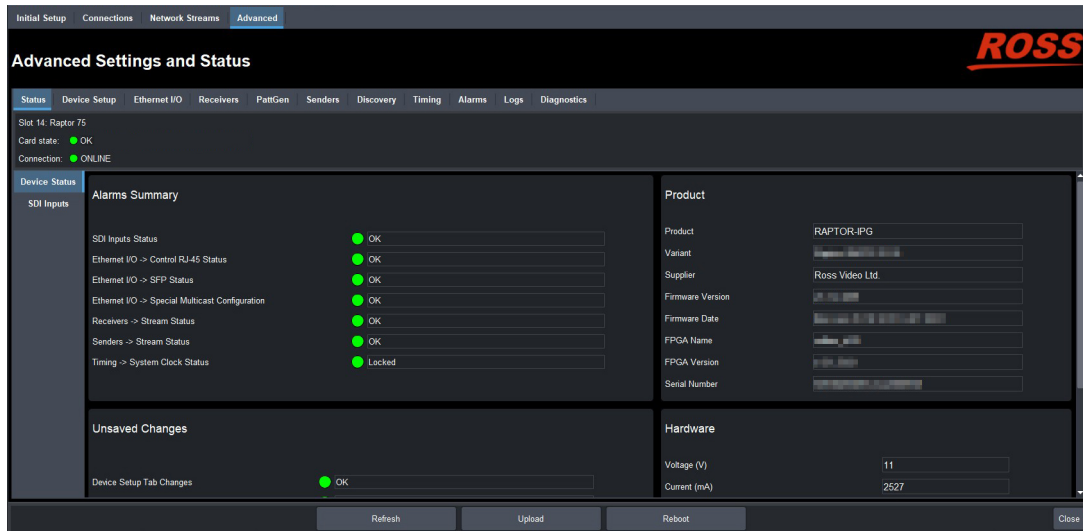 Initial Setup Connections Network Streams Advanced
ROSS
Advanced Settings and Status
Status Device Setup Ethernet I/O Receivers PattGen Senders Discovery Timing Alarms Logs Diagnostics
Slot 14: Raptor 75
Card state: OK
Connection: ONLINE
Device Status
SDI Inputs
Alarms Summary
SDI Inputs Status OK
Ethernet I/O -> Control RJ-45 Status OK
Ethernet I/O -> SFP Status OK
Ethernet I/O -> Special Multicast Configuration OK
Receivers -> Stream Status OK
Senders -> Stream Status OK
Timing -> System Clock Status Locked
Product
Product RAPTOR-IPG
Variant
Supplier Ross Video Ltd.
Firmware Version
Firmware Date
FPGA Name
FPGA Version
Serial Number
Unsaved Changes
Device Setup Tab Changes OK
Hardware
Voltage (V) 11
Current (mA) 2527
Refresh Upload Reboot Close